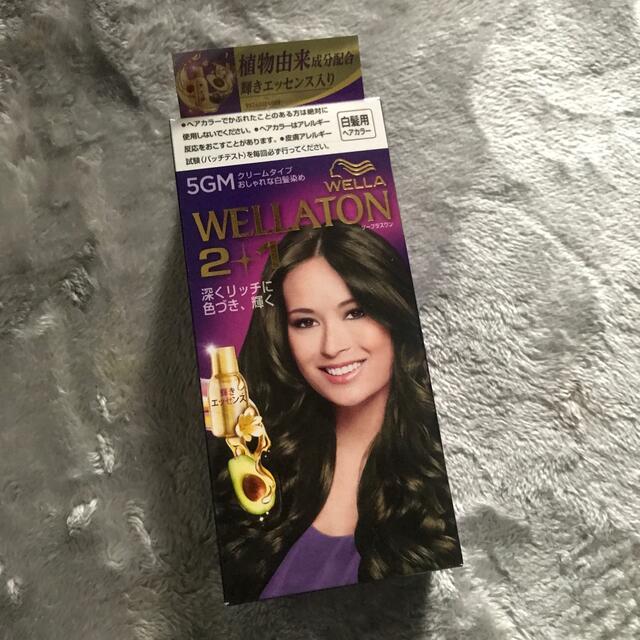 植物由来成分配合
輝きエッセンス入り
●ヘアカラーでかぶれたことのある方は絶対に
使用しないでください。●ヘアカラーはアレルギー
反応をおこすことがあります。●皮膚アレルギー
試験（パッチテスト）を毎回必ず行ってください。
白髪用
ヘアカラー
5GM
クリームタイプ
おしゃれな白髪染め
WELLA
WELLATON
2+1
ツープラスワン
深くリッチに
色づき、輝く
輝き
エッセンス